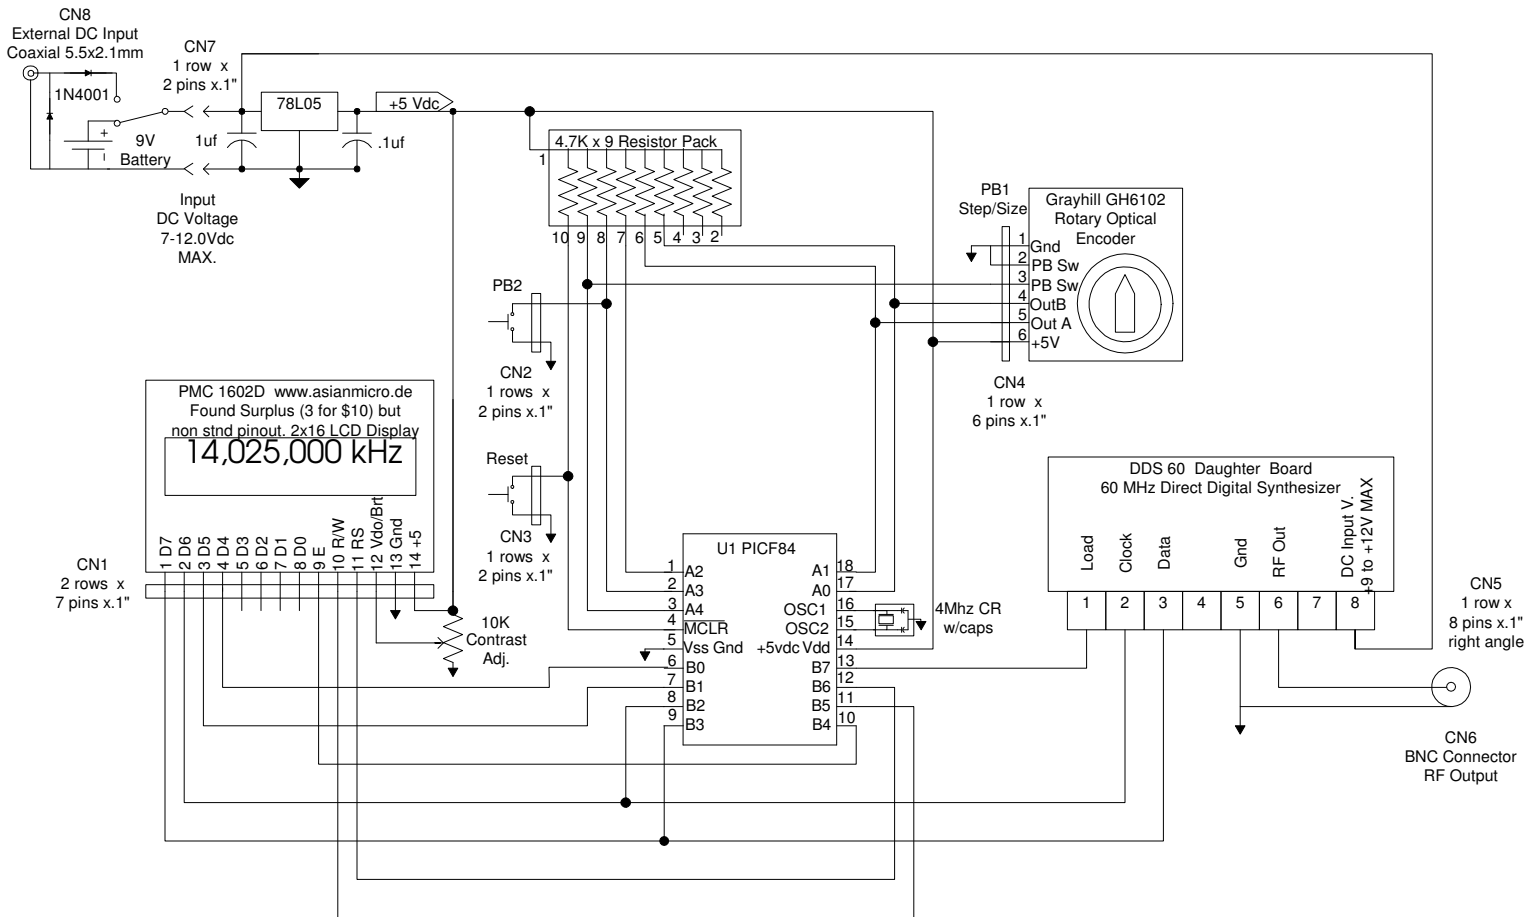 CN8
External DC Input
Coaxial 5.5x2.1mm
CN7
1 row x
2 pins x.1"
1N4001
78L05
+5 Vdc
+
9V
-
Battery
1uf
.1uf
Input
DC Voltage
7-12.0Vdc
MAX.
4.7K x 9 Resistor Pack
1
10 9 8 7 6 5 4 3 2
PB1
Step/Size
Grayhill GH6102
Rotary Optical
Encoder
1 Gnd
2 PB Sw
3 PB Sw
4 OutB
5 Out A
6 +5V
CN4
1 row x
6 pins x.1"
PB2
CN2
1 rows x
2 pins x.1"
Reset
CN3
1 rows x
2 pins x.1"
PMC 1602D www.asianmicro.de
Found Surplus (3 for $10) but
non stnd pinout. 2x16 LCD Display
14,025,000 kHz
1 D7
2 D6
3 D5
4 D4
5 D3
6 D2
7 D1
8 D0
9 E
10 R/W
11 RS
12 Vdo/Brt
13 Gnd
14 +5
CN1
2 rows x
7 pins x.1"
10K
Contrast
Adj.
U1 PICF84
1 A2
2 A3
3 A4
4 MCLR
5 Vss Gnd
6 B0
7 B1
8 B2
9 B3
A1 18
A0 17
OSC1 16
OSC2 15
+5vdc Vdd 14
B7 13
B6 12
B5 11
B4 10
4Mhz CR
w/caps
DDS 60 Daughter Board
60 MHz Direct Digital Synthesizer
Load
Clock
Data
Gnd
RF Out
DC Input V.
+9 to +12V MAX
1 2 3 4 5 6 7 8
CN5
1 row x
8 pins x.1"
right angle
CN6
BNC Connector
RF Output